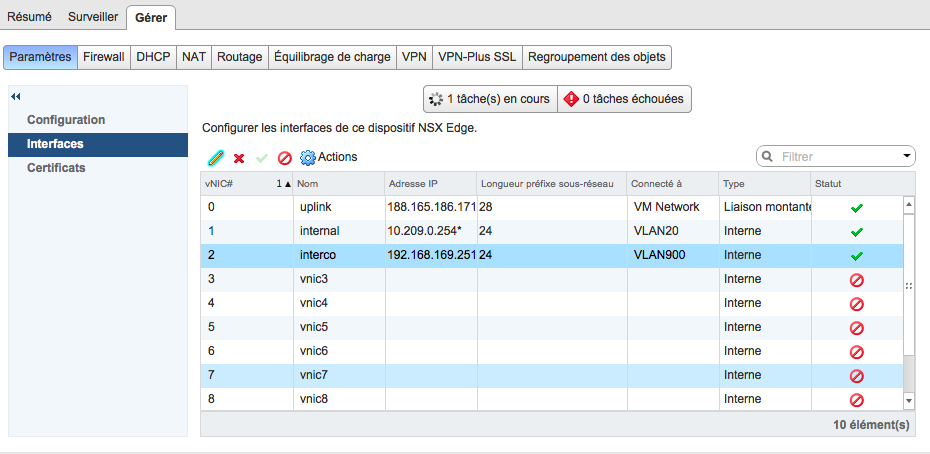 Résumé Surveiller Gérer
Paramètres Firewall DHCP NAT Routage Équilibrage de charge VPN VPN-Plus SSL Regroupement des objets
1 tâche(s) en cours 0 tâches échouées
Configuration
Interfaces
Certificats
Configurer les interfaces de ce dispositif NSX Edge.
Actions Filtrer
vNIC# 1 ▲ Nom Adresse IP Longueur préfixe sous-réseau Connecté à Type Statut
0 uplink 188.165.186.171 28 VM Network Liaison montante
1 internal 10.209.0.254* 24 VLAN20 Interne
2 interco 192.168.169.251 24 VLAN900 Interne
3 vnic3 Interne
4 vnic4 Interne
5 vnic5 Interne
6 vnic6 Interne
7 vnic7 Interne
8 vnic8 Interne
10 élément(s)